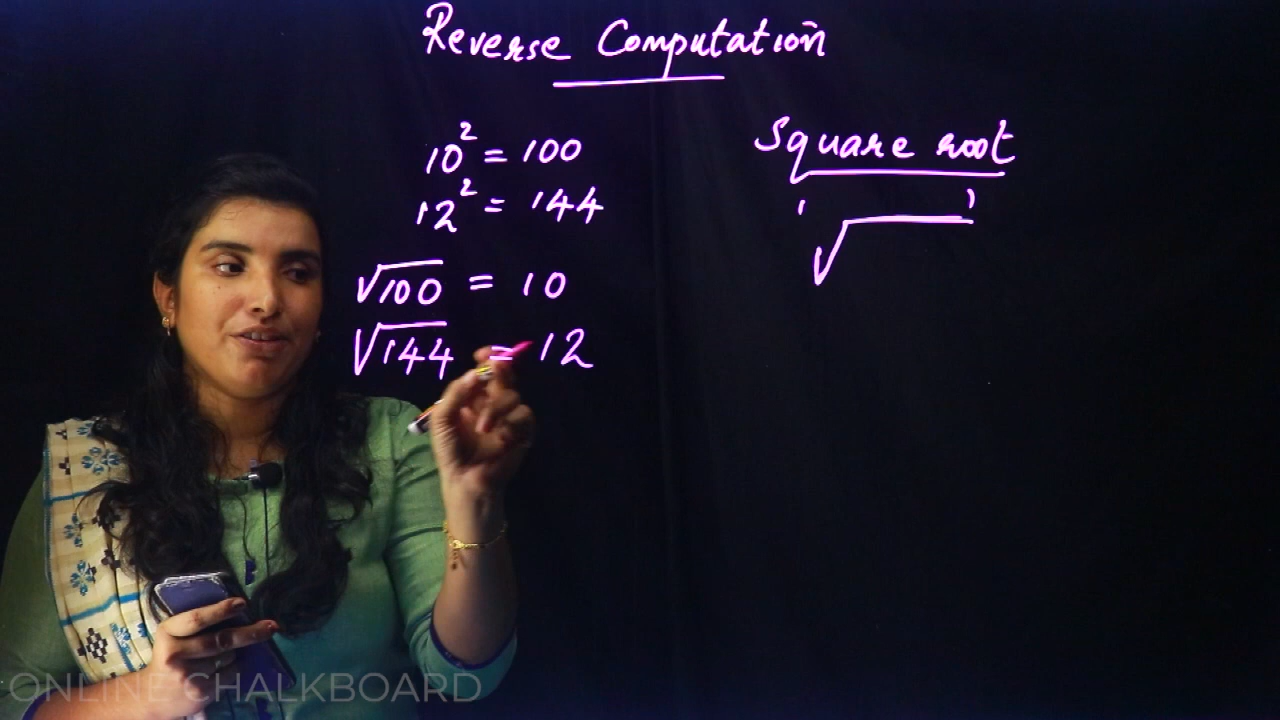 Reverse Computation
10² = 100
12² = 144
√100 = 10
√144 = 12
Square root
' √ '
ONLINE CHALKBOARD